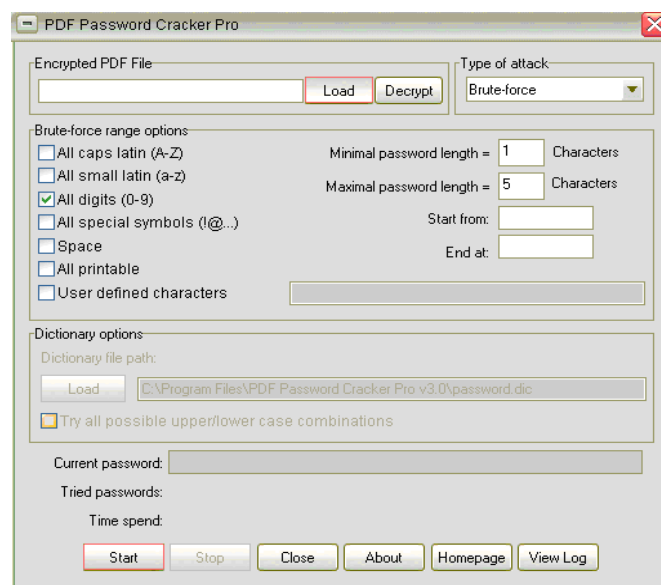 PDF Password Cracker Pro
Encrypted PDF File
Type of attack
Load
Decrypt
Brute-force
Brute-force range options
All caps latin (A-Z)
Minimal password length =
1
Characters
All small latin (a-z)
Maximal password length =
5
Characters
All digits (0-9)
All special symbols (!@...)
Start from:
Space
End at:
All printable
User defined characters
Dictionary options
Dictionary file path:
Load
C:\Program Files\PDF Password Cracker Pro v3.0\password.dic
Try all possible upper/lower case combinations
Current password:
Tried passwords:
Time spend:
Start
Stop
Close
About
Homepage
View Log